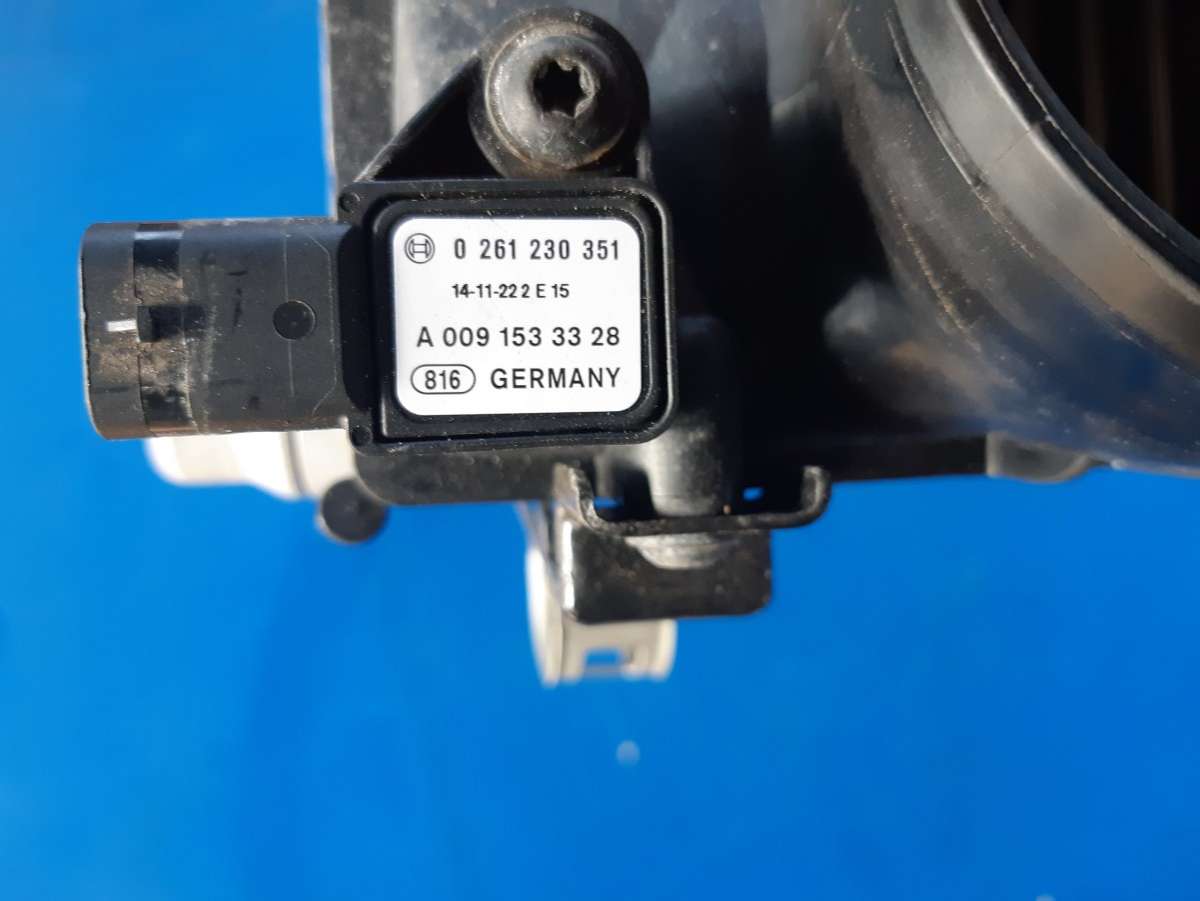 0 261 230 351
14-11-22 2 E 15
A 009 153 33 28
816 GERMANY